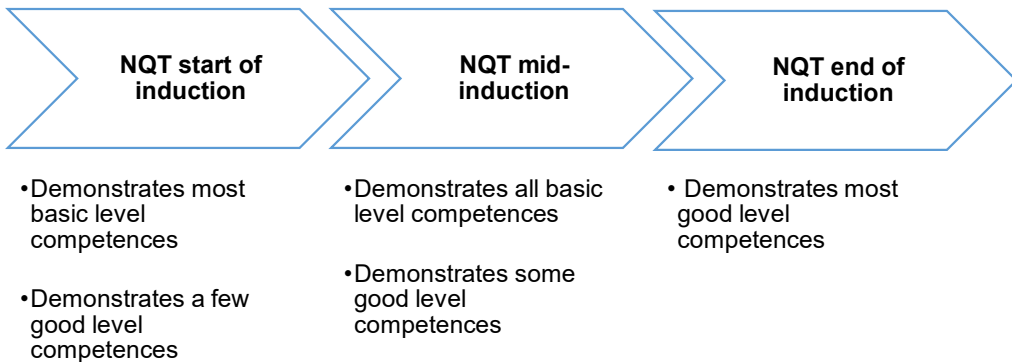 NQT start of
induction
•Demonstrates most
basic level
competences
•Demonstrates a few
good level
competences
NQT mid-
induction
•Demonstrates all basic
level competences
•Demonstrates some
good level
competences
NQT end of
induction
• Demonstrates most
good level
competences